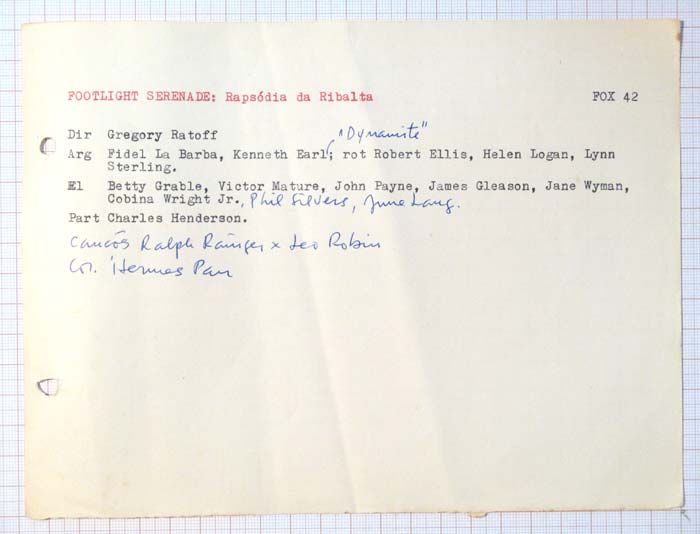 FOOTLIGHT SERENADE: Rapsódia da Ribalta FOX 42
Dir Gregory Ratoff "Dynamite"
Arg Fidel La Barba, Kenneth Earl; rot Robert Ellis, Helen Logan, Lynn
Sterling.
El Betty Grable, Victor Mature, John Payne, James Gleason, Jane Wyman,
Cobina Wright Jr., Phil Silvers, June Lang.
Part Charles Henderson.
Canções Ralph Rainger x Leo Robin
Cor. Hermes Pan